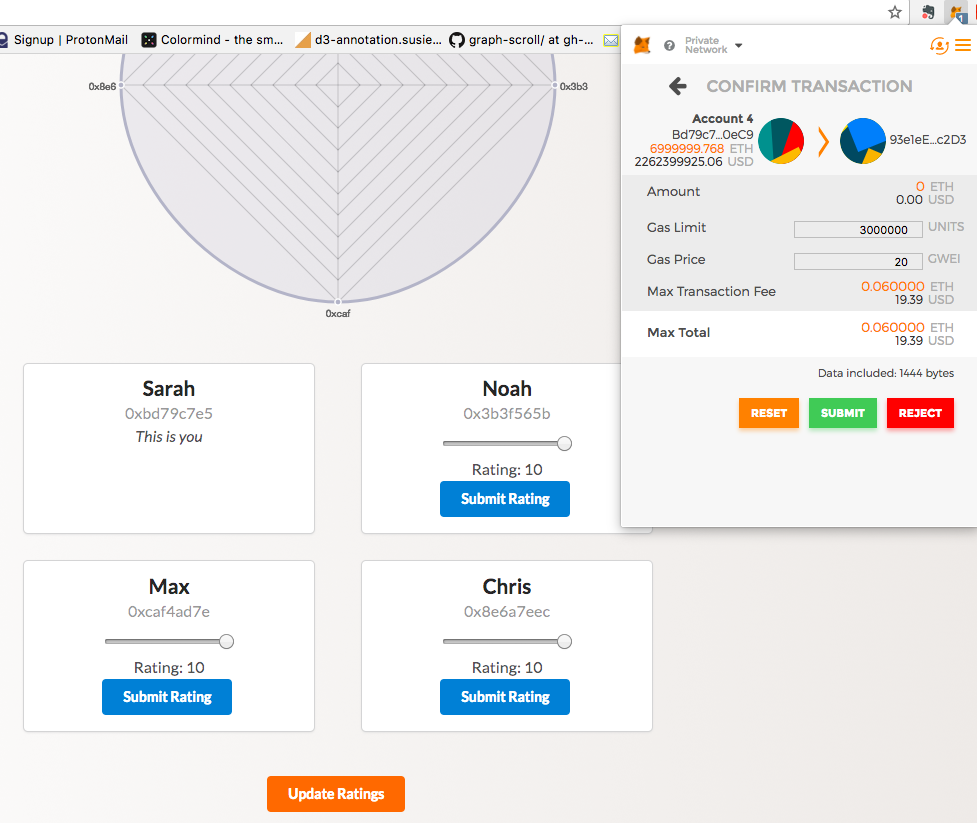 Signup | ProtonMail
Colormind - the sm...
d3-annotation.susie...
graph-scroll/ at gh-...
1
Private
Network
CONFIRM TRANSACTION
Account 4
Bd79c7...0eC9
6999999.768 ETH
2262399925.06 USD
93e1eE...c2D3
Amount
0 ETH
0.00 USD
Gas Limit
3000000 UNITS
Gas Price
20 GWEI
Max Transaction Fee
0.060000 ETH
19.39 USD
Max Total
0.060000 ETH
19.39 USD
Data included: 1444 bytes
RESET
SUBMIT
REJECT
0x8e6
0x3b3
0xcaf
Sarah
0xbd79c7e5
This is you
Noah
0x3b3f565b
Rating: 10
Submit Rating
Max
0xcaf4ad7e
Rating: 10
Submit Rating
Chris
0x8e6a7eec
Rating: 10
Submit Rating
Update Ratings